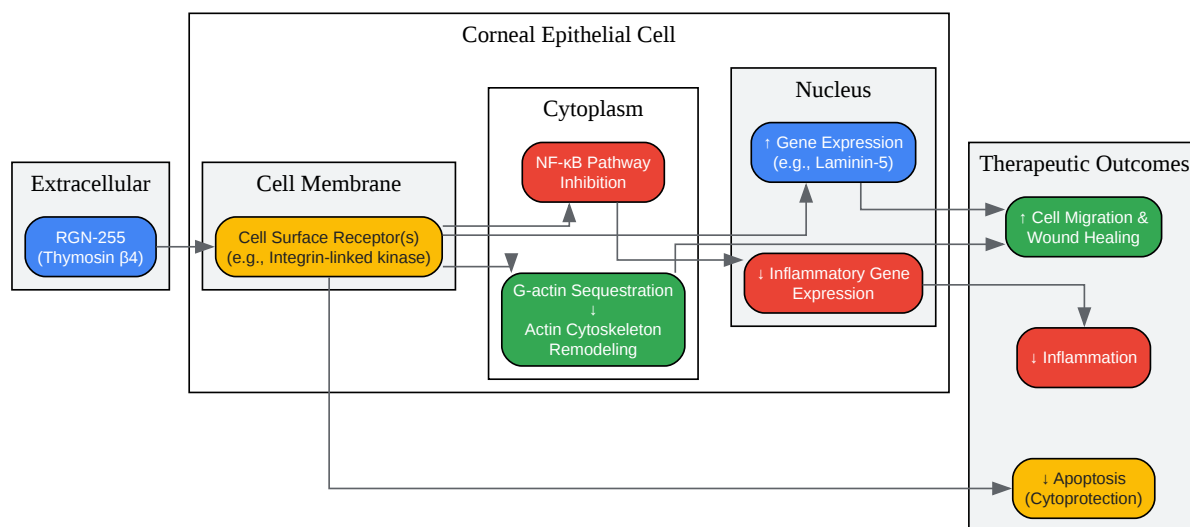 Corneal Epithelial Cell
Extracellular
RGN-255
(Thymosin β4)
Cell Membrane
Cell Surface Receptor(s)
(e.g., Integrin-linked kinase)
Cytoplasm
NF-κB Pathway
Inhibition
G-actin Sequestration
↓
Actin Cytoskeleton
Remodeling
Nucleus
↑ Gene Expression
(e.g., Laminin-5)
↓ Inflammatory Gene
Expression
Therapeutic Outcomes
↑ Cell Migration &
Wound Healing
↓ Inflammation
↓ Apoptosis
(Cytoprotection)